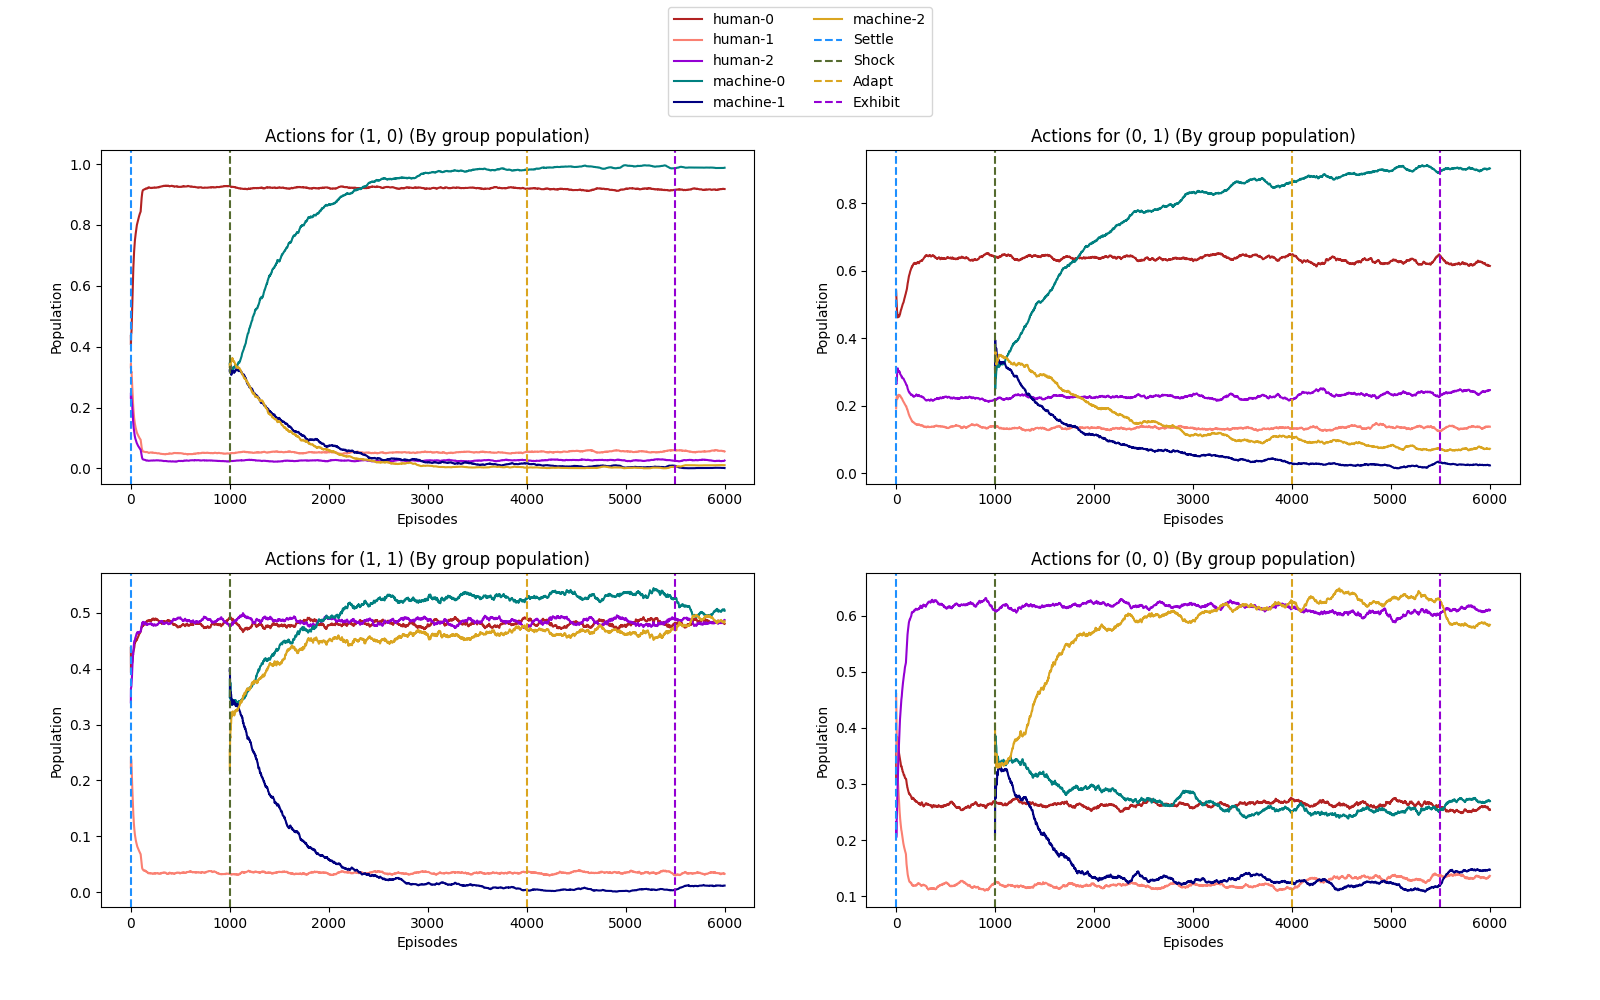 human-0
human-1
human-2
machine-0
machine-1
machine-2
Settle
Shock
Adapt
Exhibit
Actions for (1, 0) (By group population)
Population
1.0
0.8
0.6
0.4
0.2
0.0
0 1000 2000 3000 4000 5000 6000
Episodes
Actions for (0, 1) (By group population)
Population
0.8
0.6
0.4
0.2
0.0
0 1000 2000 3000 4000 5000 6000
Episodes
Actions for (1, 1) (By group population)
Population
0.5
0.4
0.3
0.2
0.1
0.0
0 1000 2000 3000 4000 5000 6000
Episodes
Actions for (0, 0) (By group population)
Population
0.6
0.5
0.4
0.3
0.2
0.1
0 1000 2000 3000 4000 5000 6000
Episodes